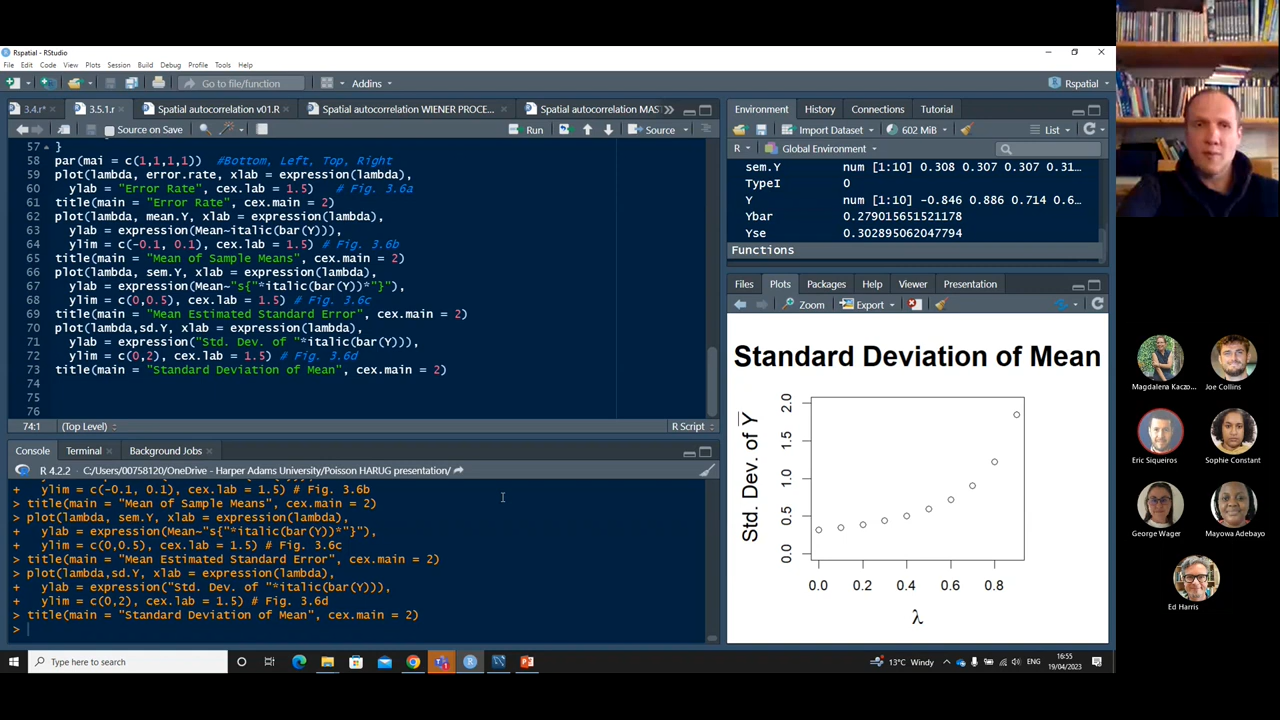 Rspatial - RStudio
File Edit Code View Plots Session Build Debug Profile Tools Help
Go to file/function Addins Rspatial
3.4.r* 3.5.1.r Spatial autocorrelation v01.R Spatial autocorrelation WIENER PROCE... Spatial autocorrelation MAS
Source on Save Run Source
57 }
58 par(mai = c(1,1,1,1)) #Bottom, Left, Top, Right
59 plot(lambda, error.rate, xlab = expression(lambda),
60 ylab = "Error Rate", cex.lab = 1.5) # Fig. 3.6a
61 title(main = "Error Rate", cex.main = 2)
62 plot(lambda, mean.Y, xlab = expression(lambda),
63 ylab = expression(Mean~italic(bar(Y))),
64 ylim = c(-0.1, 0.1), cex.lab = 1.5) # Fig. 3.6b
65 title(main = "Mean of Sample Means", cex.main = 2)
66 plot(lambda, sem.Y, xlab = expression(lambda),
67 ylab = expression(Mean~"s{"*italic(bar(Y))*"}"),
68 ylim = c(0,0.5), cex.lab = 1.5) # Fig. 3.6c
69 title(main = "Mean Estimated Standard Error", cex.main = 2)
70 plot(lambda,sd.Y, xlab = expression(lambda),
71 ylab = expression("Std. Dev. of "*italic(bar(Y))),
72 ylim = c(0,2), cex.lab = 1.5) # Fig. 3.6d
73 title(main = "Standard Deviation of Mean", cex.main = 2)
74
75
76
74:1 (Top Level) R Script
Console Terminal Background Jobs
R 4.2.2 · C:/Users/00758120/OneDrive - Harper Adams University/Poisson HARUG presentation/
+ ylim = c(-0.1, 0.1), cex.lab = 1.5) # Fig. 3.6b
> title(main = "Mean of Sample Means", cex.main = 2)
> plot(lambda, sem.Y, xlab = expression(lambda),
+ ylab = expression(Mean~"s{"*italic(bar(Y))*"}"),
+ ylim = c(0,0.5), cex.lab = 1.5) # Fig. 3.6c
> title(main = "Mean Estimated Standard Error", cex.main = 2)
> plot(lambda,sd.Y, xlab = expression(lambda),
+ ylab = expression("Std. Dev. of "*italic(bar(Y))),
+ ylim = c(0,2), cex.lab = 1.5) # Fig. 3.6d
> title(main = "Standard Deviation of Mean", cex.main = 2)
>
Environment History Connections Tutorial
Import Dataset 602 MiB List
R Global Environment
sem.Y num [1:10] 0.308 0.307 0.307 0.31...
TypeI 0
Y num [1:10] -0.846 0.886 0.714 0.6...
Ybar 0.279015651521178
Yse 0.302895062047794
Functions
Files Plots Packages Help Viewer Presentation
Zoom Export
Standard Deviation of Mean
Std. Dev. of Y̅
2.0
1.5
1.0
0.5
0.0
0.0 0.2 0.4 0.6 0.8
λ
Magdalena Kaczo... Joe Collins
Eric Siqueiros Sophie Constant
George Wager Mayowa Adebayo
Ed Harris
Type here to search
13°C Windy ENG 16:55
19/04/2023